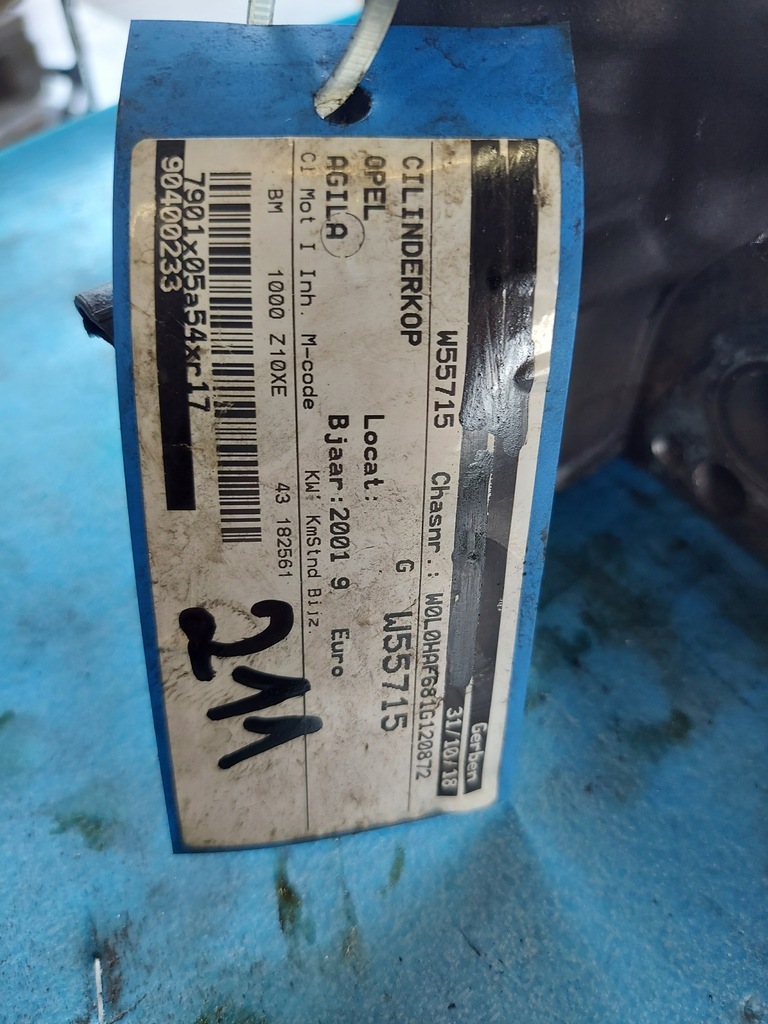 Gerben
31/10/18
W55715 Chasnr.: W0L0HAF681G120872
CILINDERKOP G W55715
OPEL Locat:
AGILA Bjaar:2001 9 Euro
Cl Mot I Inh. M-code KW: KmStnd Bijz.
BM 1000 Z10XE 43 182561
7901x05a54xr17
90400233
211